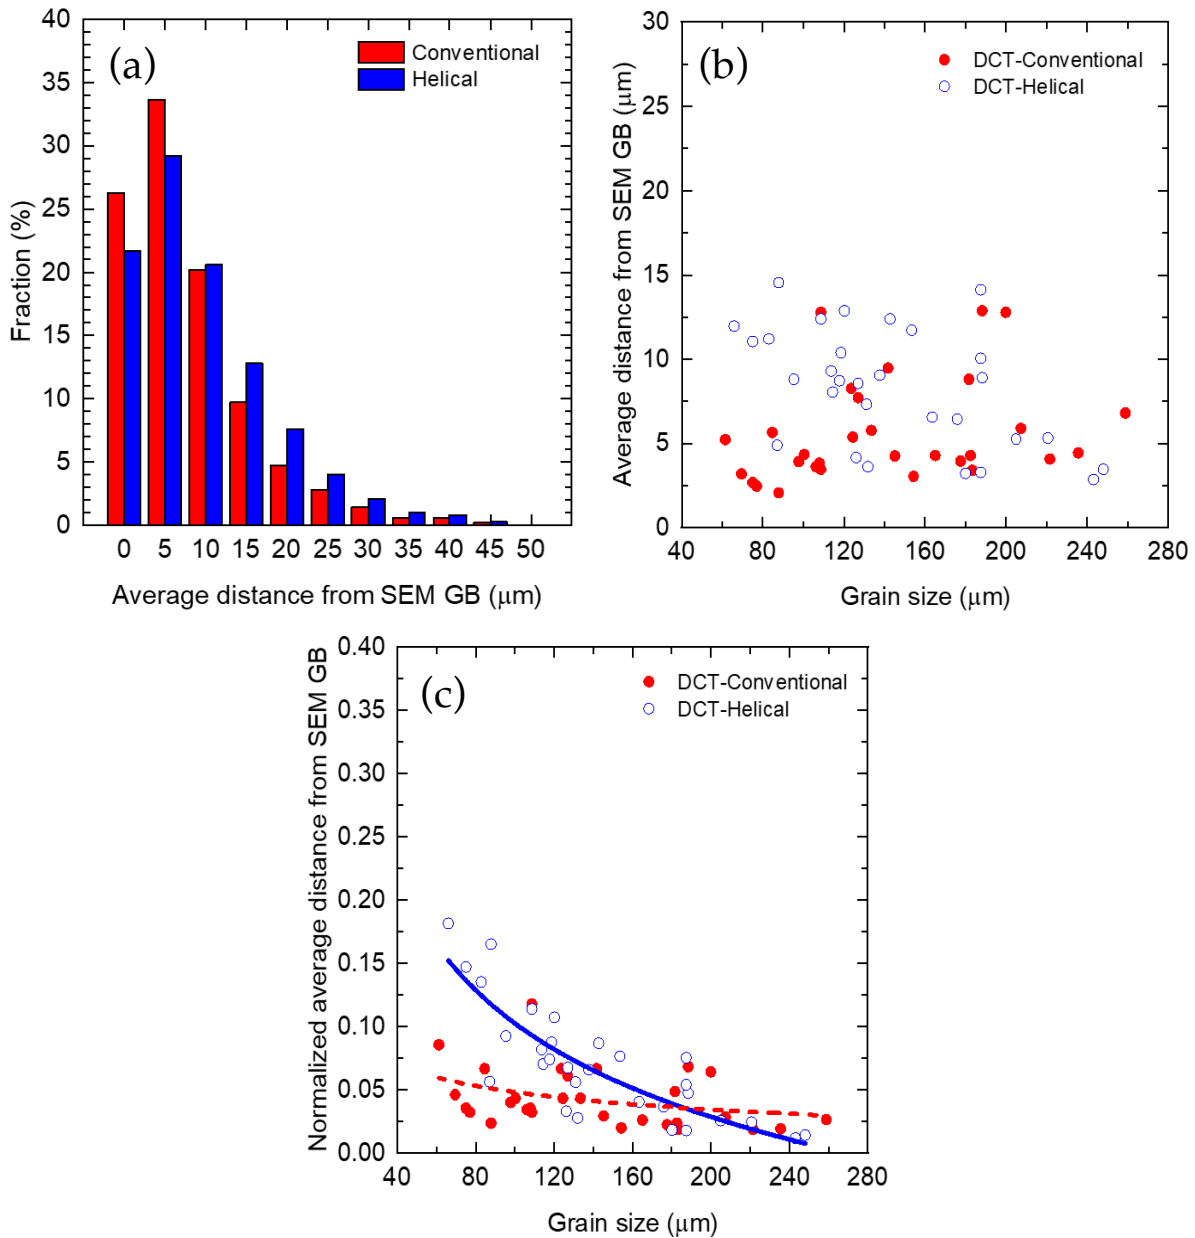 (a)
Conventional
Helical
40
35
30
25
20
15
10
5
0
Fraction (%)
0 5 10 15 20 25 30 35 40 45 50
Average distance from SEM GB (μm)
(b)
DCT-Conventional
DCT-Helical
30
25
20
15
10
5
0
Average distance from SEM GB (μm)
40 80 120 160 200 240 280
Grain size (μm)
(c)
DCT-Conventional
DCT-Helical
0.40
0.35
0.30
0.25
0.20
0.15
0.10
0.05
0.00
Normalized average distance from SEM GB
40 80 120 160 200 240 280
Grain size (μm)